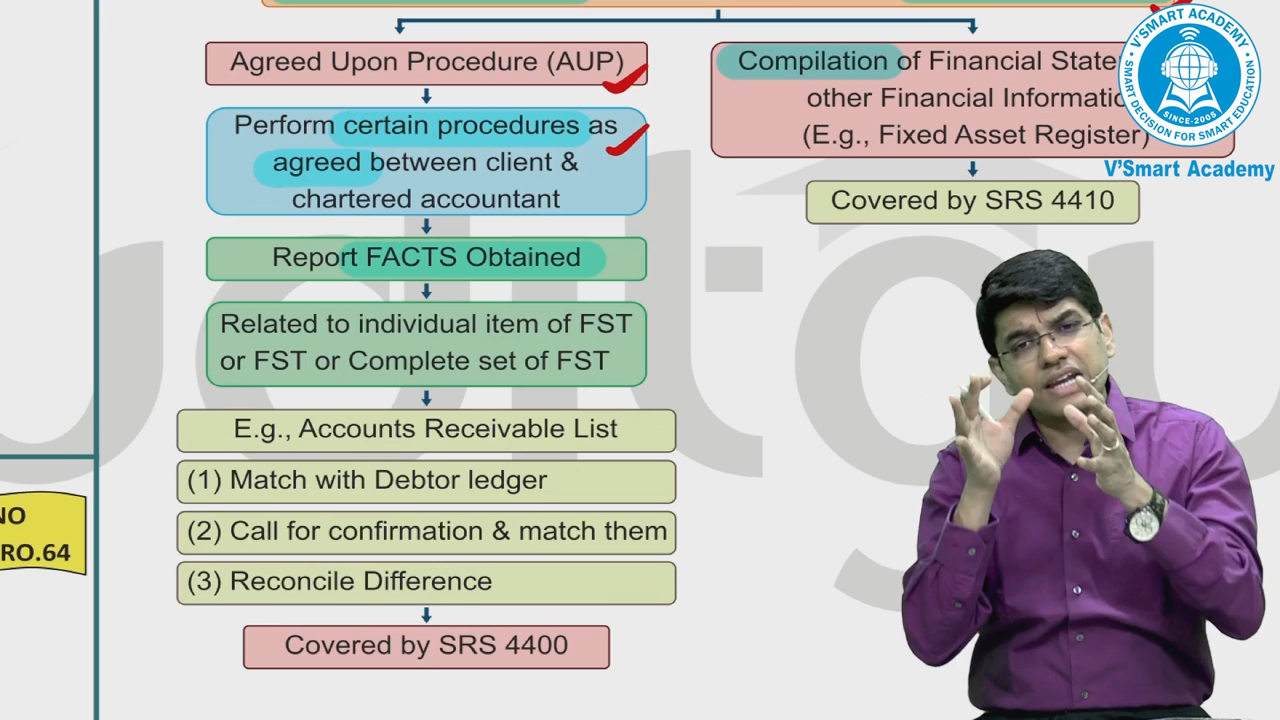 Agreed Upon Procedure (AUP)
Perform certain procedures as
agreed between client &
chartered accountant
Report FACTS Obtained
Related to individual item of FST
or FST or Complete set of FST
E.g., Accounts Receivable List
(1) Match with Debtor ledger
(2) Call for confirmation & match them
(3) Reconcile Difference
Covered by SRS 4400
Compilation of Financial
other Financial
(E.g., Fixed Asset Register)
Covered by SRS 4410
V'SMART ACADEMY
SINCE-2005
SMART DECISION FOR SMART EDUCATION
V'Smart Academy
RO.64